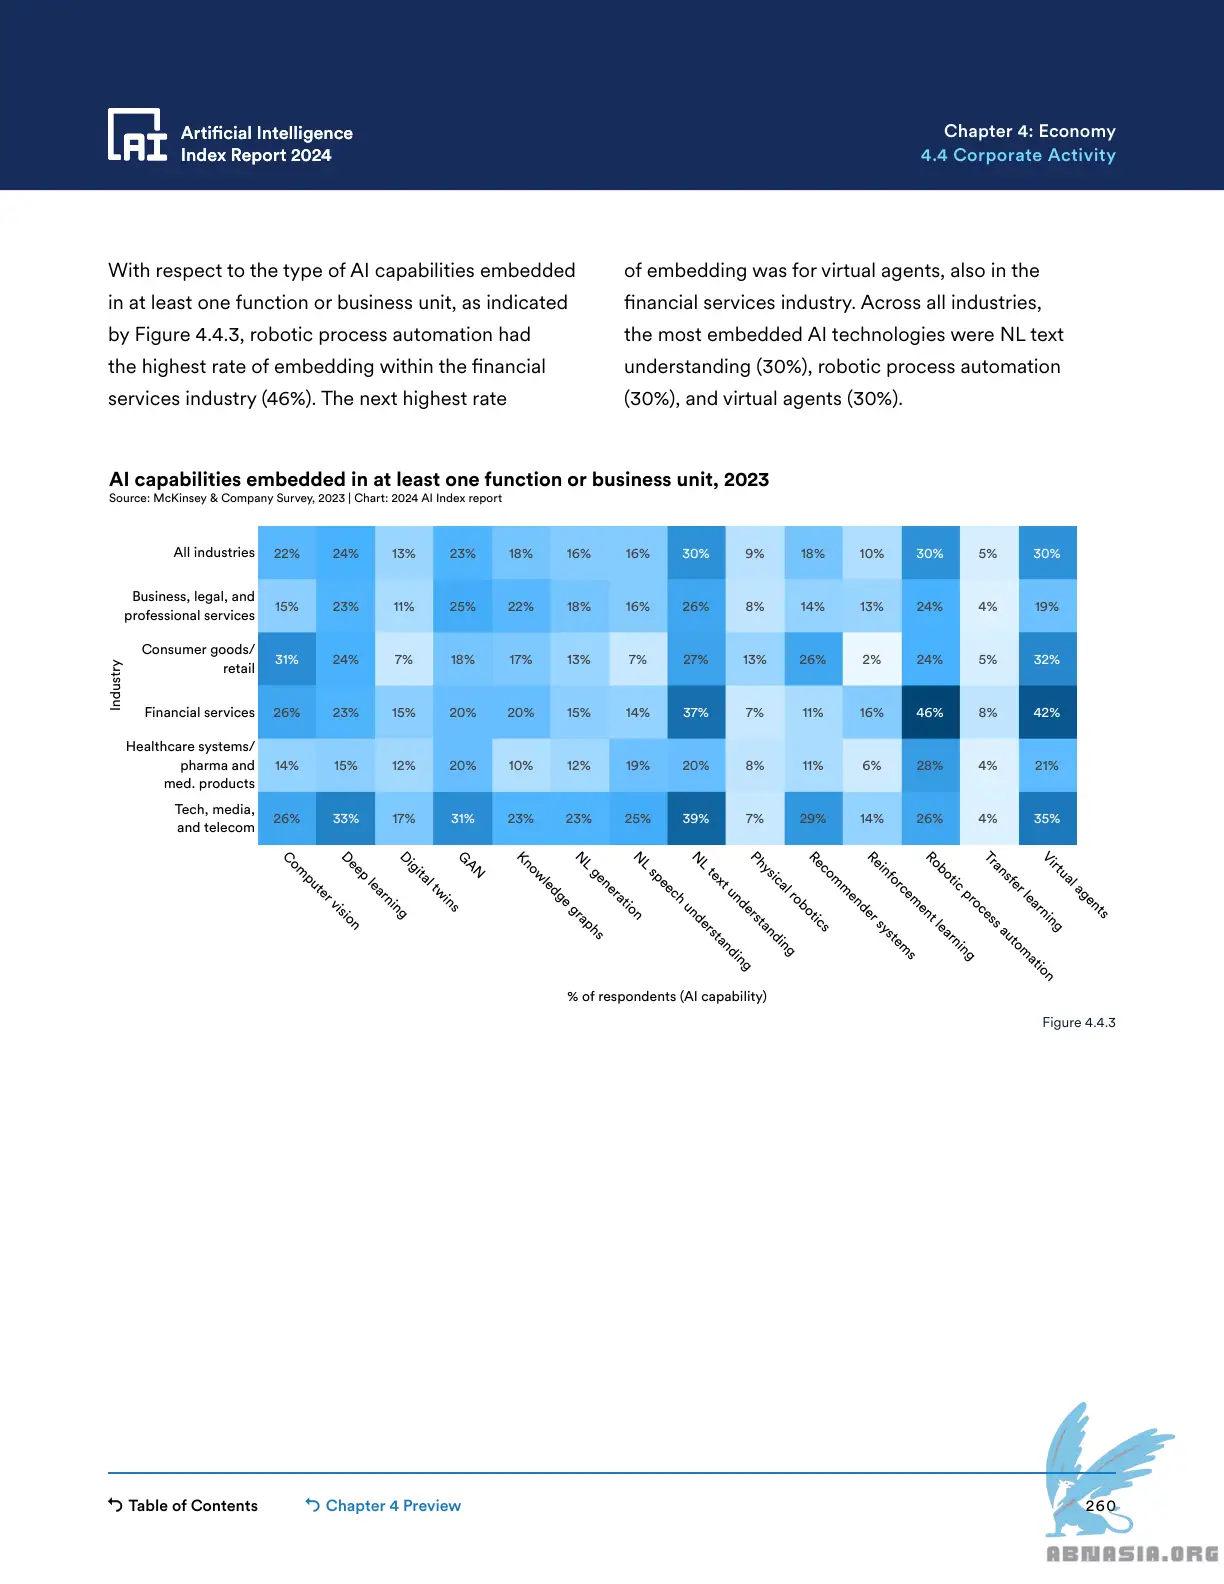 Artificial Intelligence
Index Report 2024
Chapter 4: Economy
4.4 Corporate Activity
With respect to the type of AI capabilities embedded
in at least one function or business unit, as indicated
by Figure 4.4.3, robotic process automation had
the highest rate of embedding within the financial
services industry (46%). The next highest rate
of embedding was for virtual agents, also in the
financial services industry. Across all industries,
the most embedded AI technologies were NL text
understanding (30%), robotic process automation
(30%), and virtual agents (30%).
AI capabilities embedded in at least one function or business unit, 2023
Source: McKinsey & Company Survey, 2023 | Chart: 2024 AI Index report
Industry
All industries 22% 24% 13% 23% 18% 16% 16% 30% 9% 18% 10% 30% 5% 30%
Business, legal, and
professional services
15% 23% 11% 25% 22% 18% 16% 26% 8% 14% 13% 24% 4% 19%
Consumer goods/
retail
31% 24% 7% 18% 17% 13% 7% 27% 13% 26% 2% 24% 5% 32%
Financial services 26% 23% 15% 20% 20% 15% 14% 37% 7% 11% 16% 46% 8% 42%
Healthcare systems/
pharma and
med. products
14% 15% 12% 20% 10% 12% 19% 20% 8% 11% 6% 28% 4% 21%
Tech, media,
and telecom
26% 33% 17% 31% 23% 23% 25% 39% 7% 29% 14% 26% 4% 35%
Computer vision
Deep learning
Digital twins
GAN
Knowledge graphs
NL generation
NL speech understanding
NL text understanding
Physical robotics
Recommender systems
Reinforcement learning
Robotic process automation
Transfer learning
Virtual agents
% of respondents (AI capability)
Figure 4.4.3
Table of Contents
Chapter 4 Preview
260
ABNASIA.ORG